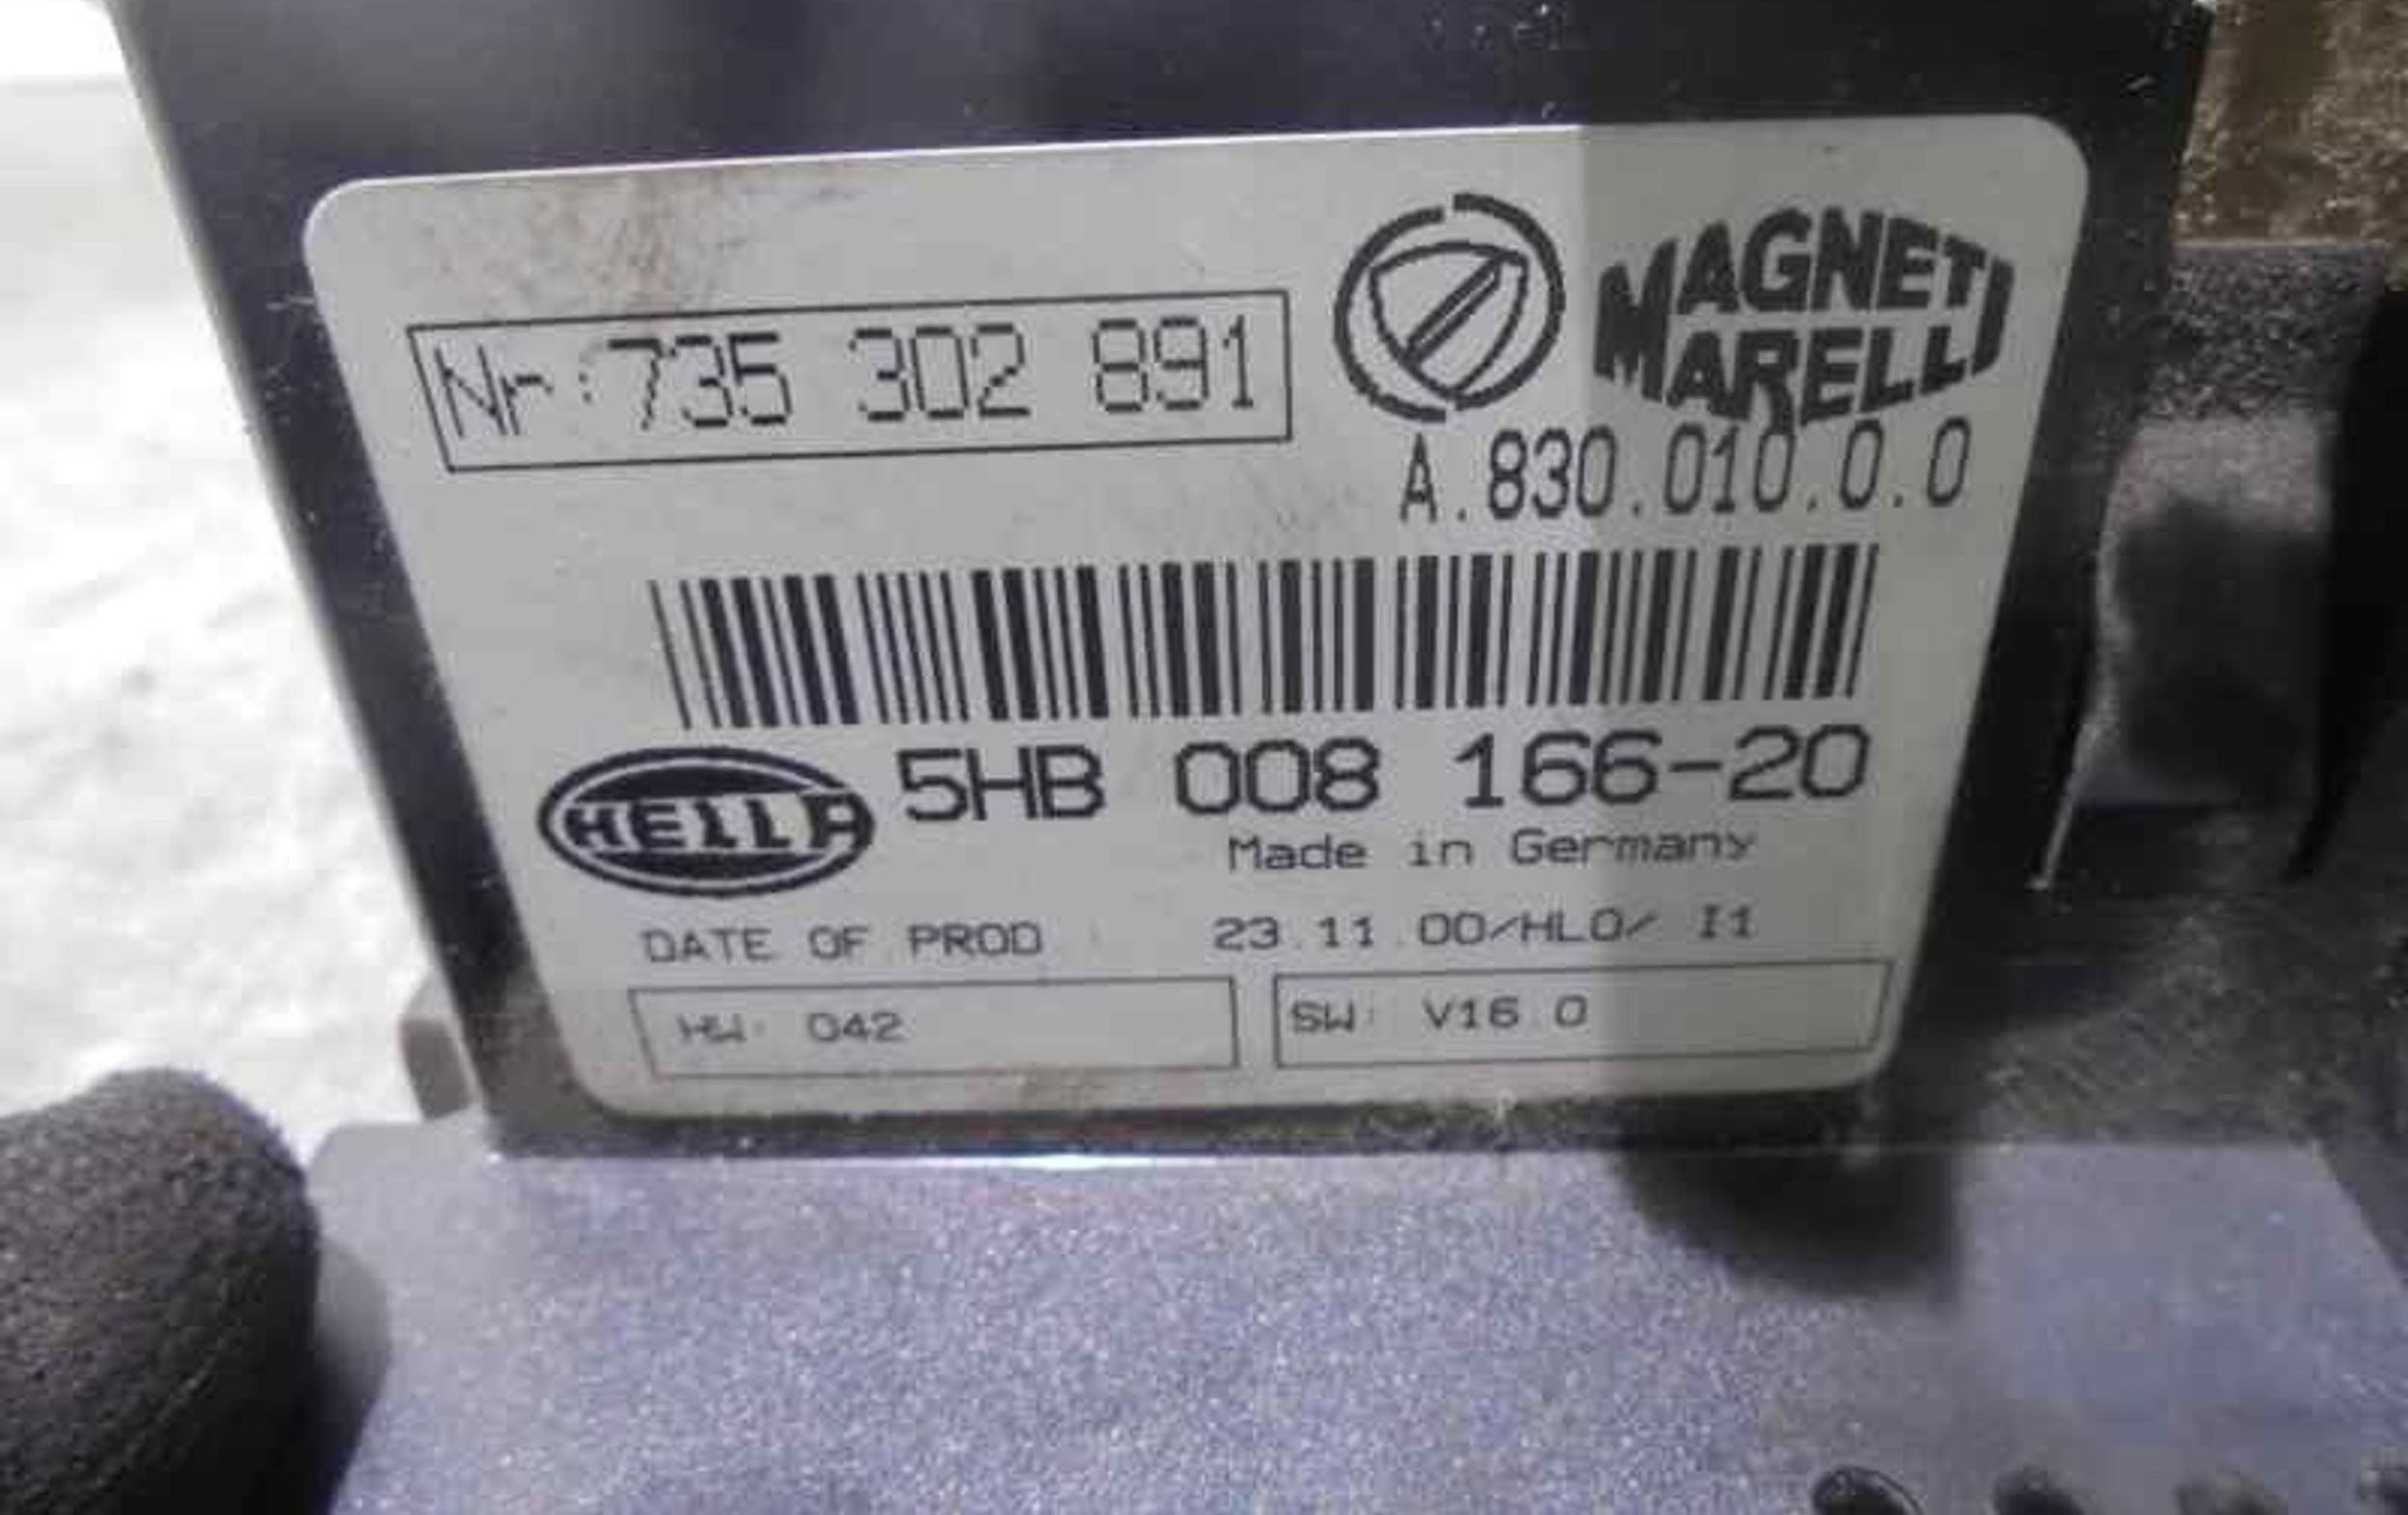 Nr:735 302 891
MAGNETI
MARELLI
A.830.010.0.0
HELLA
5HB 008 166-20
Made in Germany
DATE OF PROD : 23.11.00/HLO/ I1
HW: 042
SW: V16.0